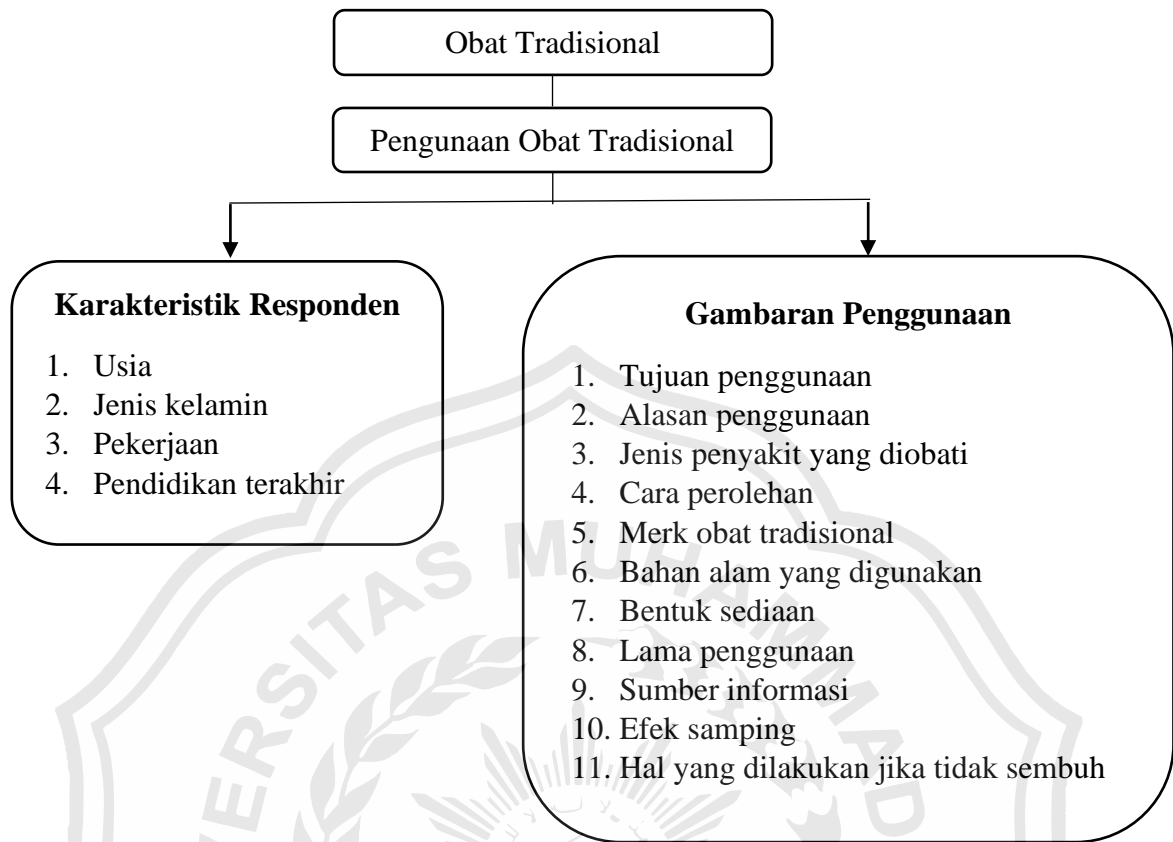 Obat Tradisional
Pengunaan Obat Tradisional
Karakteristik Responden
1. Usia
2. Jenis kelamin
3. Pekerjaan
4. Pendidikan terakhir
Gambaran Penggunaan
1. Tujuan penggunaan
2. Alasan penggunaan
3. Jenis penyakit yang diobati
4. Cara perolehan
5. Merk obat tradisional
6. Bahan alam yang digunakan
7. Bentuk sediaan
8. Lama penggunaan
9. Sumber informasi
10. Efek samping
11. Hal yang dilakukan jika tidak sembuh
VERSITAS MUHAMMAD